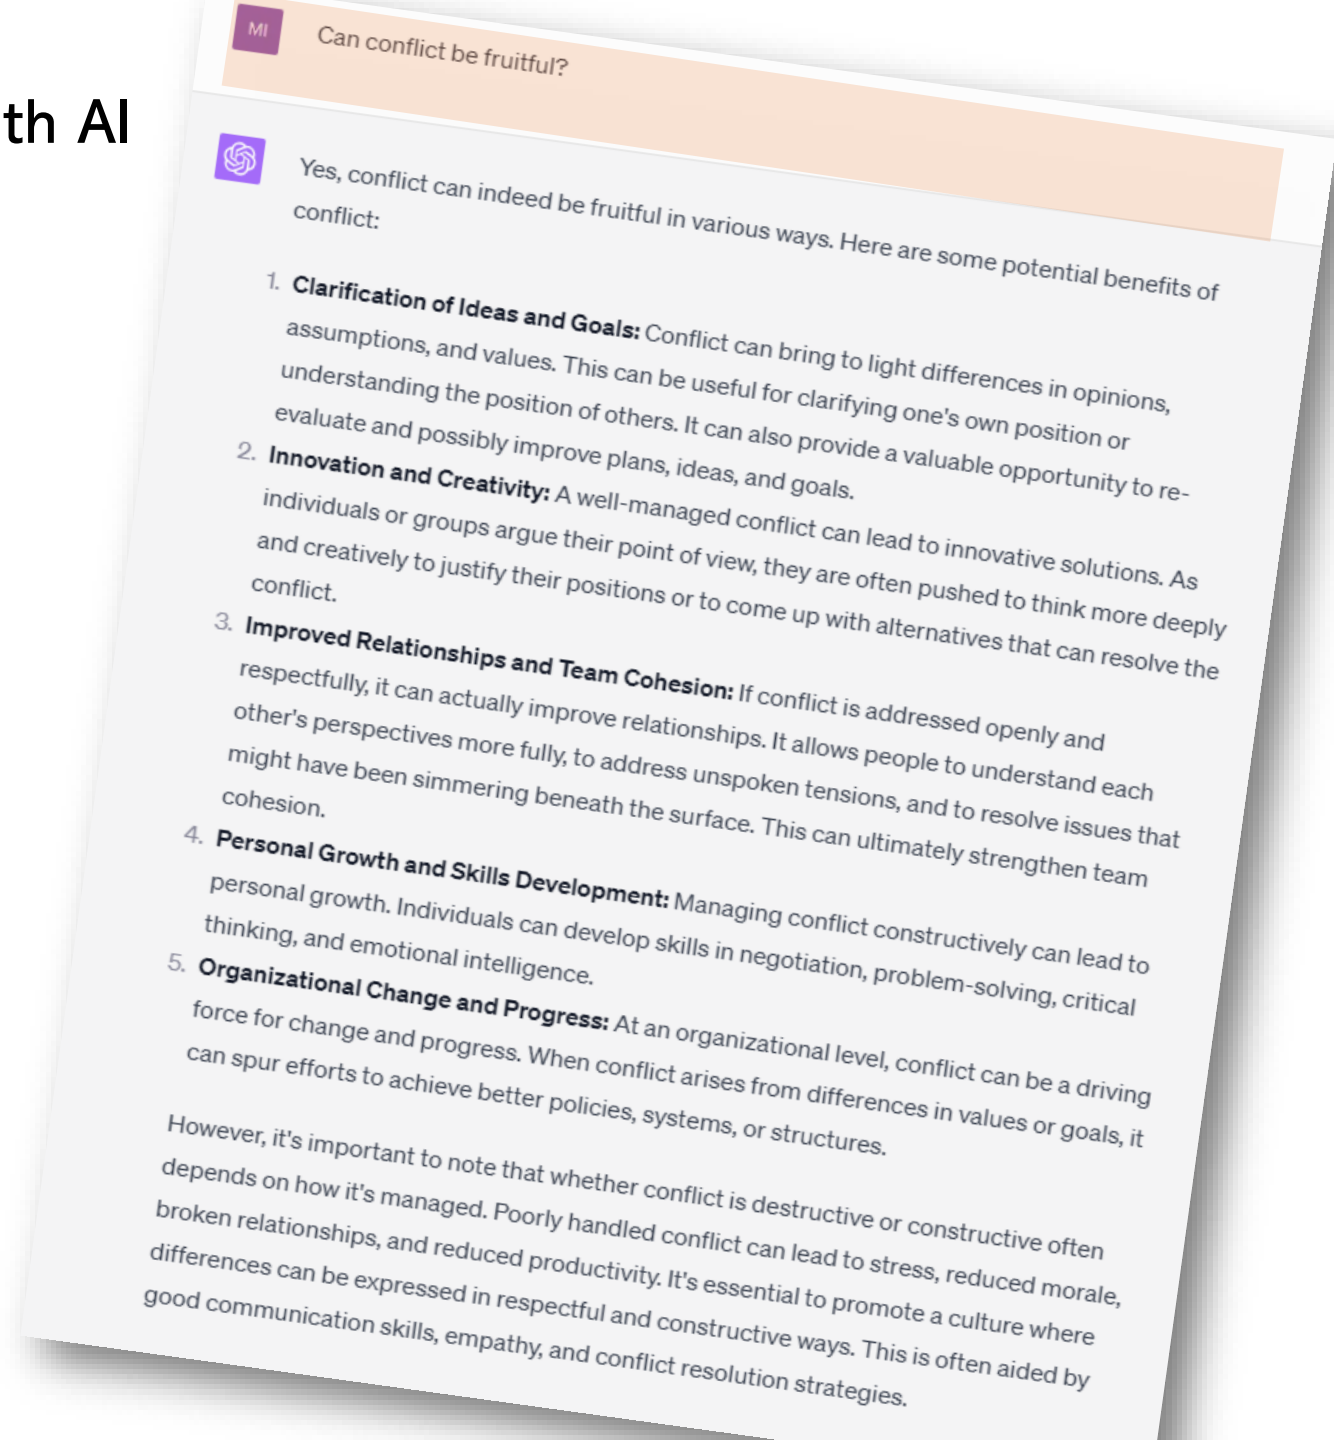 th AI
MI
Can conflict be fruitful?
Yes, conflict can indeed be fruitful in various ways. Here are some potential benefits of
conflict:
1. Clarification of Ideas and Goals: Conflict can bring to light differences in opinions,
assumptions, and values. This can be useful for clarifying one's own position or
understanding the position of others. It can also provide a valuable opportunity to re-
evaluate and possibly improve plans, ideas, and goals.
2. Innovation and Creativity: A well-managed conflict can lead to innovative solutions. As
individuals or groups argue their point of view, they are often pushed to think more deeply
and creatively to justify their positions or to come up with alternatives that can resolve the
conflict.
3. Improved Relationships and Team Cohesion: If conflict is addressed openly and
respectfully, it can actually improve relationships. It allows people to understand each
other's perspectives more fully, to address unspoken tensions, and to resolve issues that
might have been simmering beneath the surface. This can ultimately strengthen team
cohesion.
4. Personal Growth and Skills Development: Managing conflict constructively can lead to
personal growth. Individuals can develop skills in negotiation, problem-solving, critical
thinking, and emotional intelligence.
5. Organizational Change and Progress: At an organizational level, conflict can be a driving
force for change and progress. When conflict arises from differences in values or goals, it
can spur efforts to achieve better policies, systems, or structures.
However, it's important to note that whether conflict is destructive or constructive often
depends on how it's managed. Poorly handled conflict can lead to stress, reduced morale,
broken relationships, and reduced productivity. It's essential to promote a culture where
differences can be expressed in respectful and constructive ways. This is often aided by
good communication skills, empathy, and conflict resolution strategies.